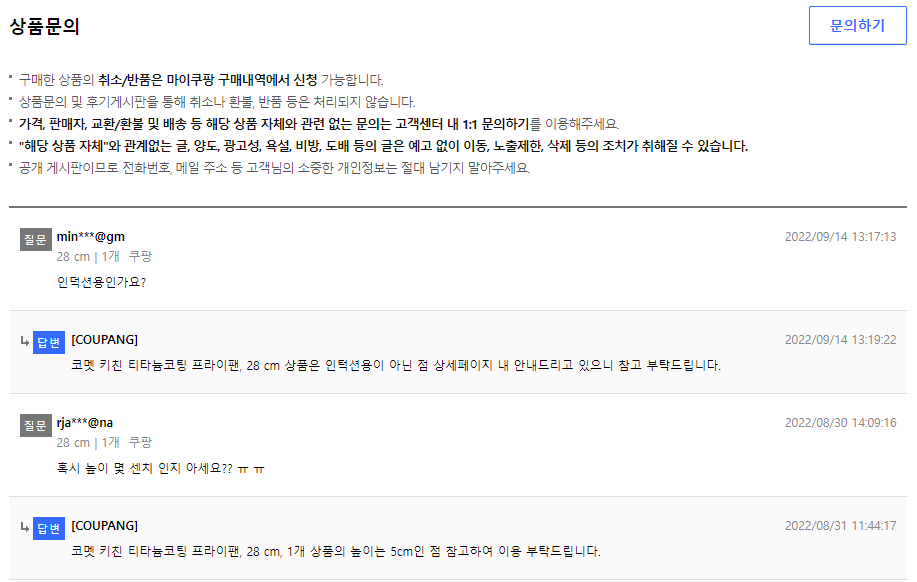 상품문의
문의하기
구매한 상품의 취소/반품은 마이쿠팡 구매내역에서 신청 가능합니다.
상품문의 및 후기게시판을 통해 취소나 환불, 반품 등은 처리되지 않습니다.
가격, 판매자, 교환/환불 및 배송 등 해당 상품 자체와 관련 없는 문의는 고객센터 내 1:1 문의하기를 이용해주세요.
"해당 상품 자체"와 관계없는 글, 양도, 광고성, 욕설, 비방, 도배 등의 글은 예고 없이 이동, 노출제한, 삭제 등의 조치가 취해질 수 있습니다.
공개 게시판이므로 전화번호, 메일 주소 등 고객님의 소중한 개인정보는 절대 남기지 말아주세요.
질문 min***@gm 2022/09/14 13:17:13
28 cm | 1개 쿠팡
인덕션용인가요?
답변 [COUPANG] 2022/09/14 13:19:22
코멧 키친 티타늄코팅 프라이팬, 28 cm 상품은 인덕션용이 아닌 점 상세페이지 내 안내드리고 있으니 참고 부탁드립니다.
질문 rja***@na 2022/08/30 14:09:16
28 cm | 1개 쿠팡
혹시 높이 몇 센치 인지 아세요?? ㅠ ㅠ
답변 [COUPANG] 2022/08/31 11:44:17
코멧 키친 티타늄코팅 프라이팬, 28 cm, 1개 상품의 높이는 5cm인 점 참고하여 이용 부탁드립니다.